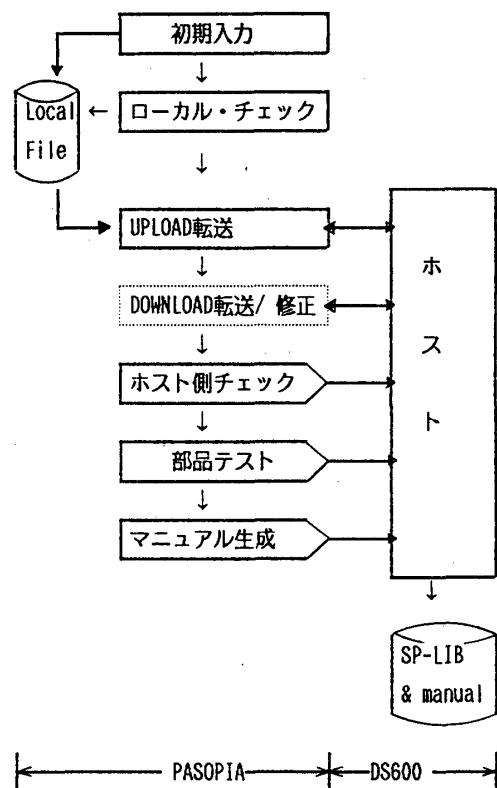 初期入力
Local
File
ローカル・チェック
UPLOAD転送
DOWNLOAD転送/ 修正
ホスト側チェック
部品テスト
マニュアル生成
ホスト
SP-LIB
& manual
PASOPIA
DS600